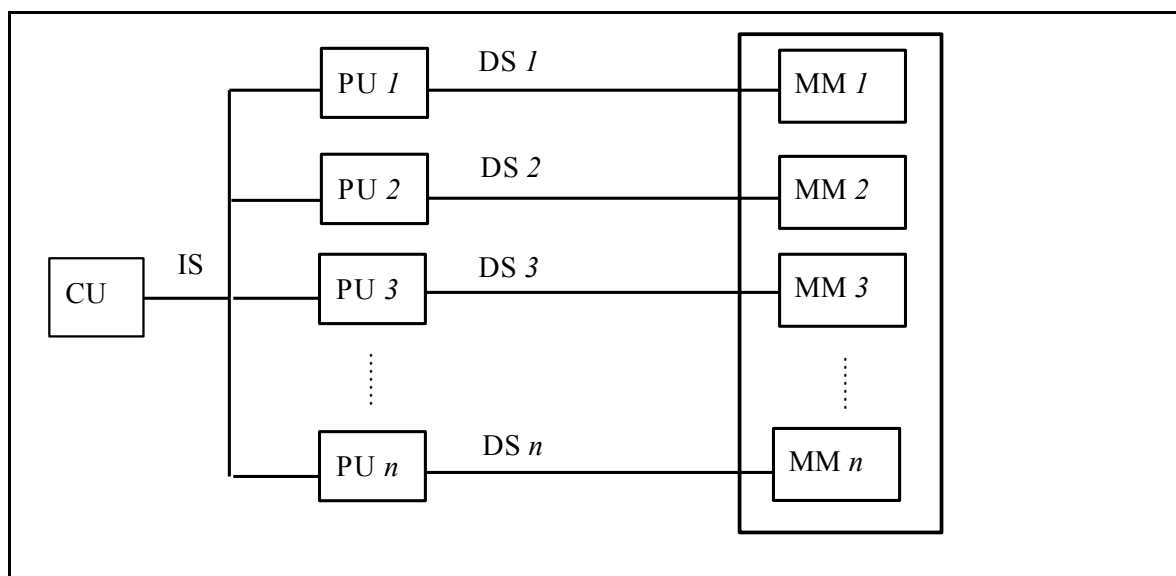 DS 1
PU 1
MM 1
DS 2
PU 2
MM 2
IS
DS 3
CU
PU 3
MM 3
DS n
PU n
MM n